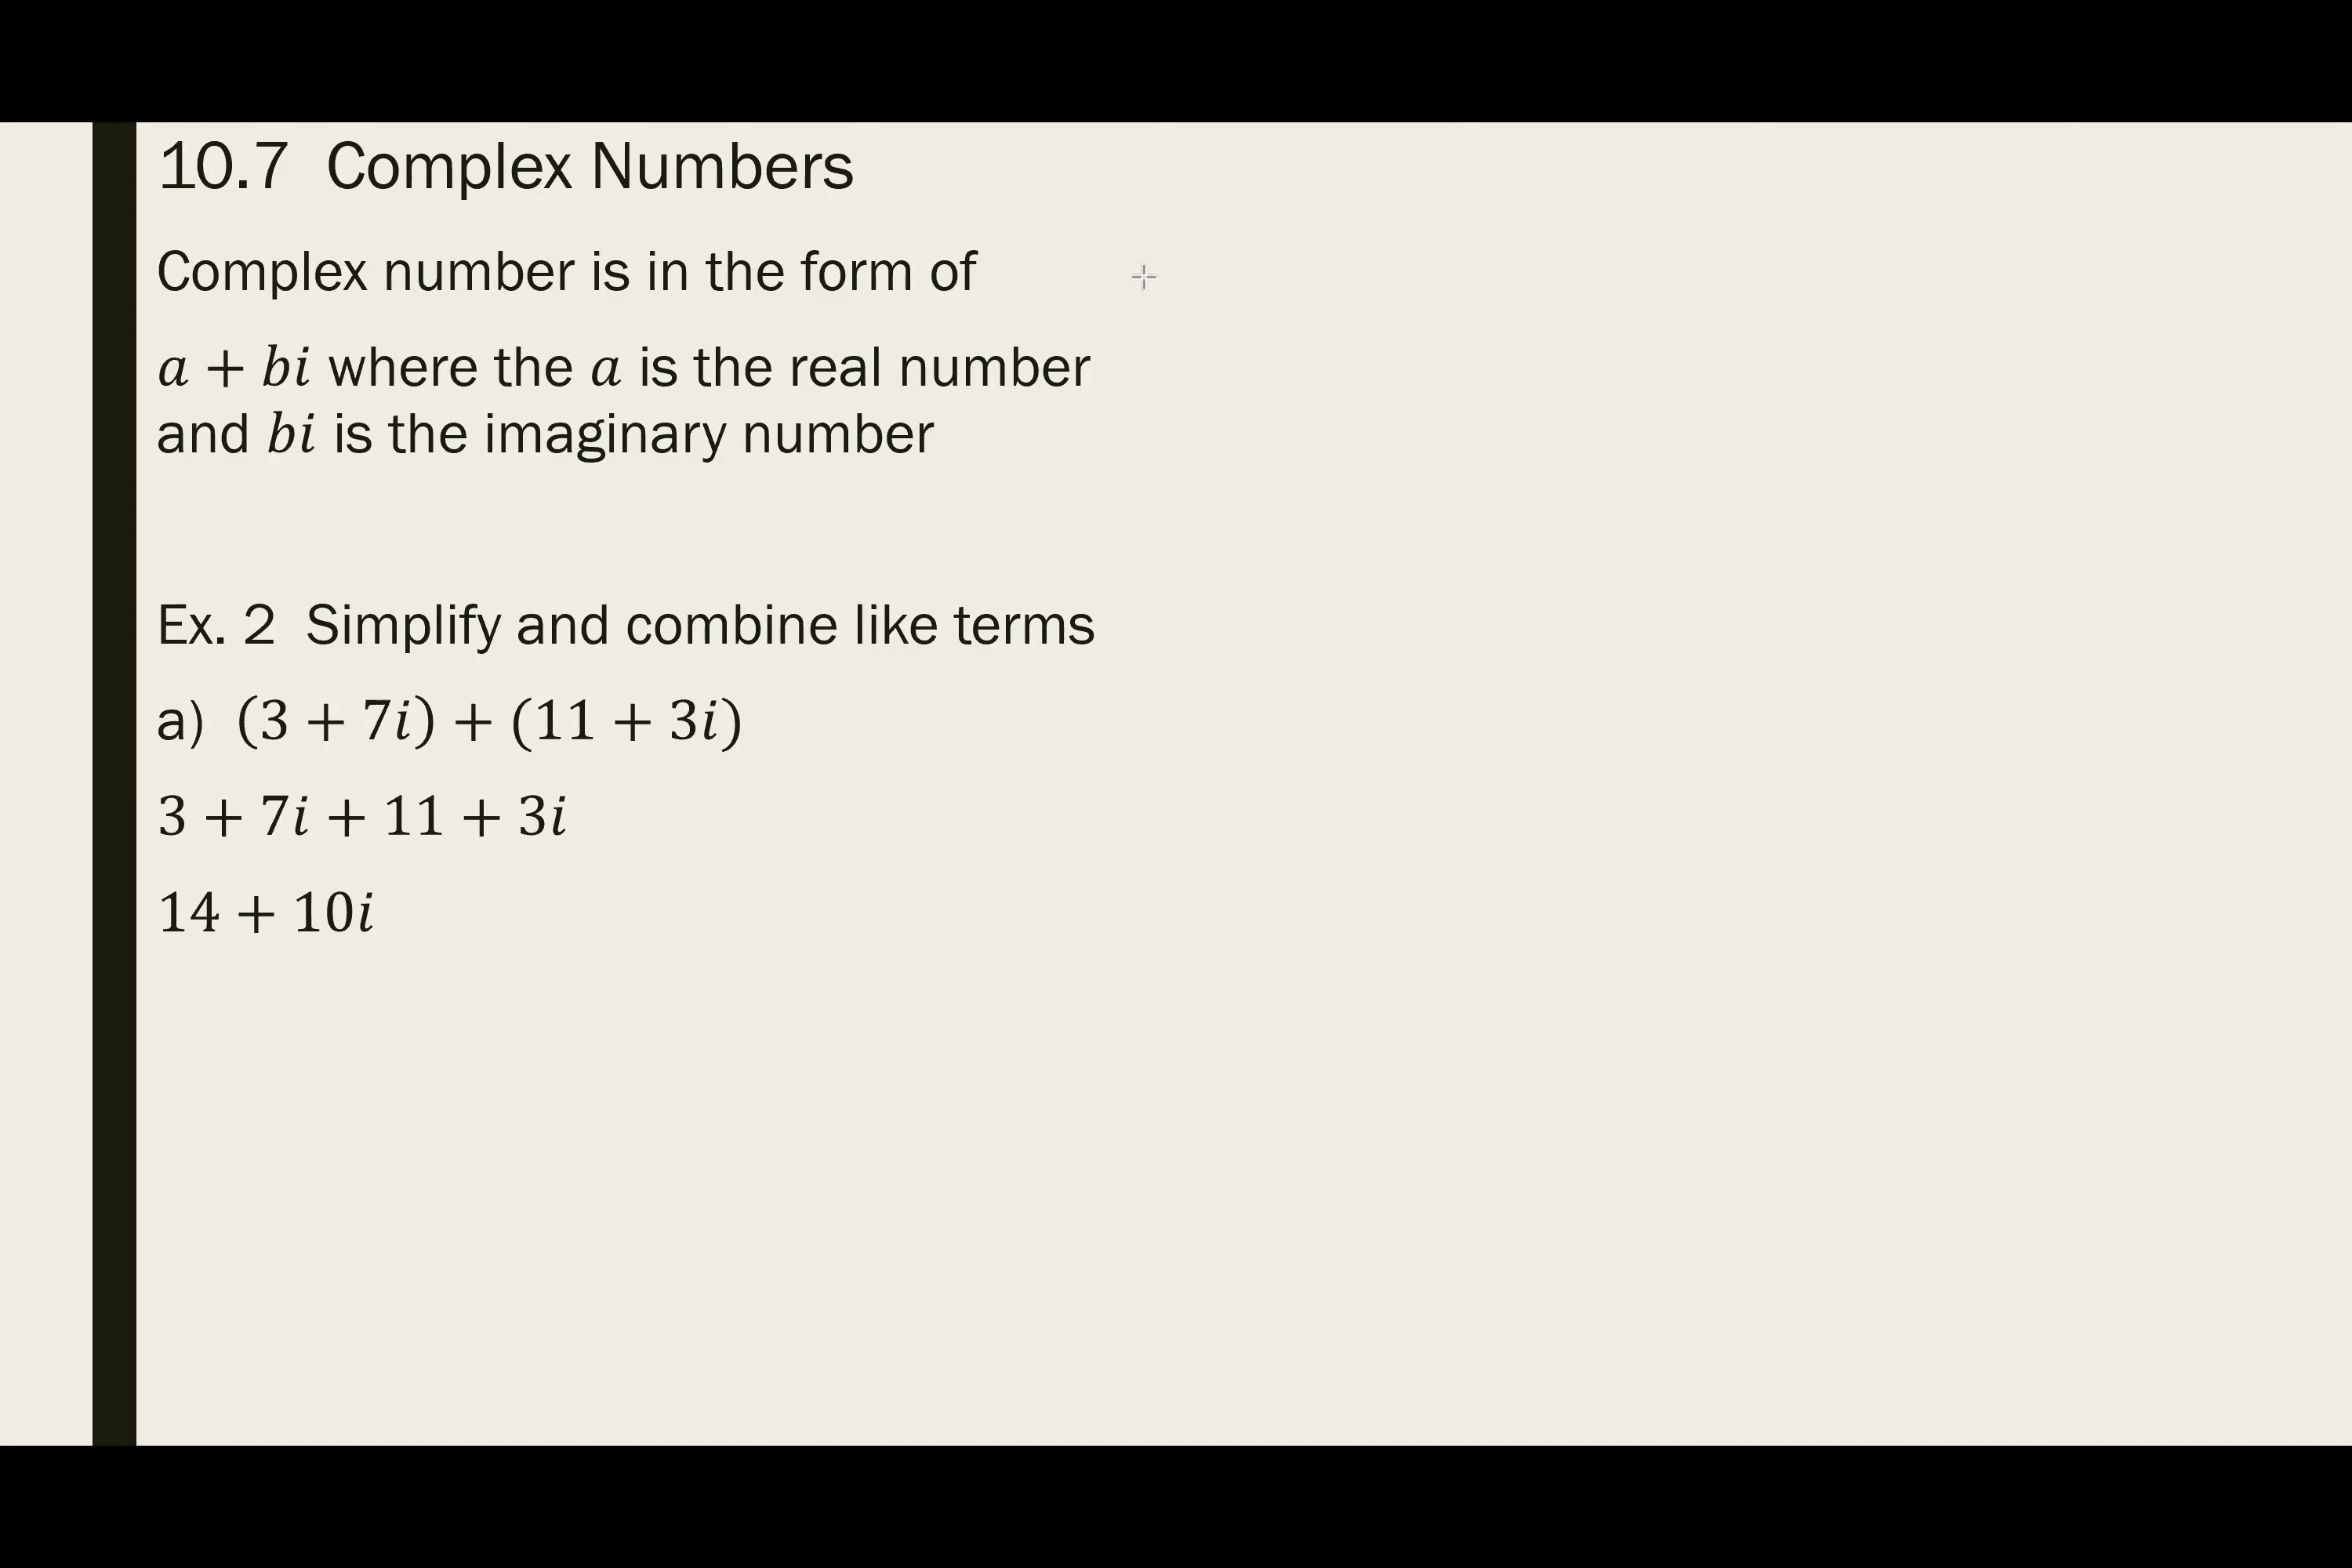 10.7 Complex Numbers
Complex number is in the form of
a + bi where the a is the real number
and bi is the imaginary number
Ex. 2 Simplify and combine like terms
a) (3 + 7i) + (11 + 3i)
3 + 7i + 11 + 3i
14 + 10i